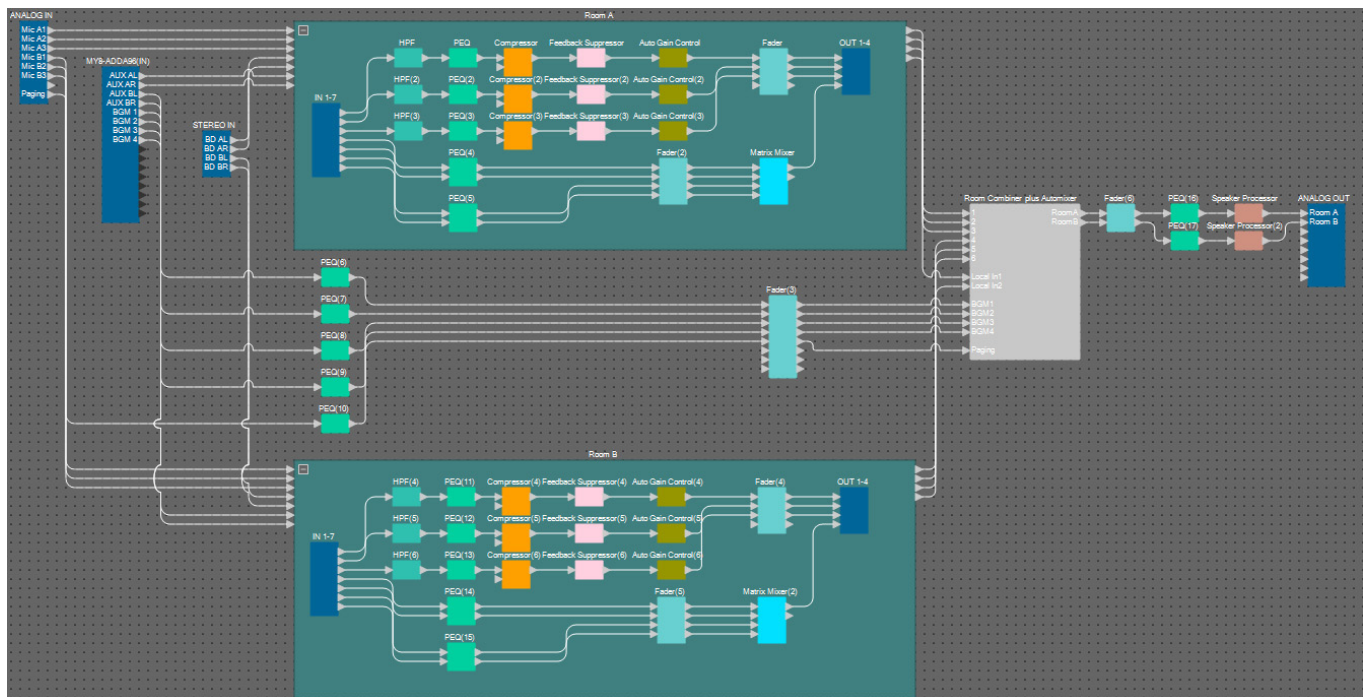 ANALOG IN
Mic A1
Mic A2
Mic A3
Mic B1
Mic B2
Mic B3
Paging
MY8-ADDA96(IN)
AUX AL
AUX AR
AUX BL
AUX BR
BGM 1
BGM 2
BGM 3
BGM 4
STEREO IN
BD AL
BD AR
BD BL
BD BR
Room A
IN 1-7
HPF
PEQ
Compressor
Feedback Suppressor
Auto Gain Control
Fader
OUT 1-4
HPF(2)
PEQ(2)
Compressor(2)
Feedback Suppressor(2)
Auto Gain Control(2)
HPF(3)
PEQ(3)
Compressor(3)
Feedback Suppressor(3)
Auto Gain Control(3)
PEQ(4)
Fader(2)
Matrix Mixer
PEQ(5)
PEQ(6)
PEQ(7)
PEQ(8)
PEQ(9)
PEQ(10)
Fader(3)
Room Combiner plus Automixer
1
2
3
4
5
6
Local In1
Local In2
BGM1
BGM2
BGM3
BGM4
Paging
RoomA
RoomB
Fader(6)
PEQ(16)
Speaker Processor
PEQ(17)
Speaker Processor(2)
ANALOG OUT
Room A
Room B
Room B
IN 1-7
HPF(4)
PEQ(11)
Compressor(4)
Feedback Suppressor(4)
Auto Gain Control(4)
Fader(4)
OUT 1-4
HPF(5)
PEQ(12)
Compressor(5)
Feedback Suppressor(5)
Auto Gain Control(5)
HPF(6)
PEQ(13)
Compressor(6)
Feedback Suppressor(6)
Auto Gain Control(6)
PEQ(14)
Fader(5)
Matrix Mixer(2)
PEQ(15)